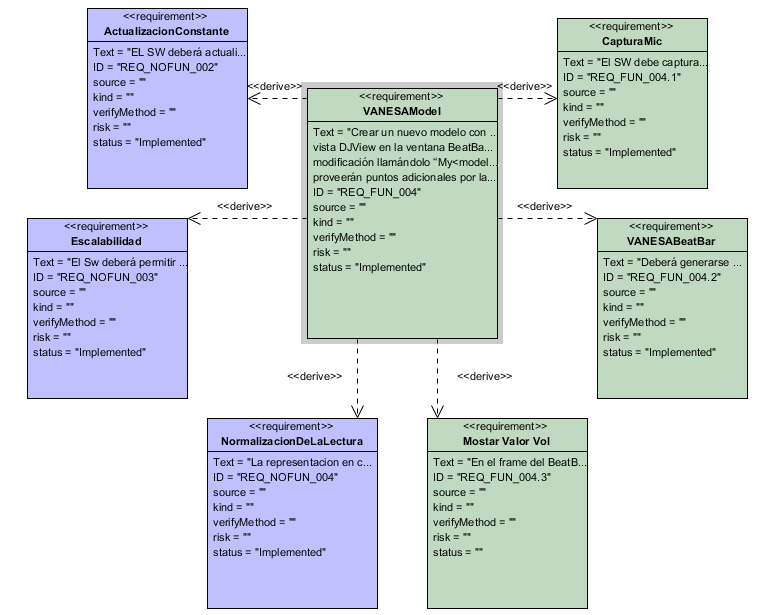 <<requirement>>
ActualizacionConstante
Text = "EL SW deberá actuali...
ID = "REQ_NOFUN_002"
source = ""
kind = ""
verifyMethod = ""
risk = ""
status = "Implemented"
<<requirement>>
CapturaMic
Text = "El SW debe captura...
ID = "REQ_FUN_004.1"
source = ""
kind = ""
verifyMethod = ""
risk = ""
status = "Implemented"
<<derive>>
<<derive>>
<<requirement>>
VANESAModel
Text = "Crear un nuevo modelo con ...
vista DJView en la ventana BeatBa...
modificación llamándolo "My<model...
proveerán puntos adicionales por la...
ID = "REQ_FUN_004"
source = ""
kind = ""
verifyMethod = ""
risk = ""
status = "Implemented"
<<derive>>
<<derive>>
<<requirement>>
Escalabilidad
Text = "El Sw deberá permitir ...
ID = "REQ_NOFUN_003"
source = ""
kind = ""
verifyMethod = ""
risk = ""
status = "Implemented"
<<requirement>>
VANESABeatBar
Text = "Deberá generarse ...
ID = "REQ_FUN_004.2"
source = ""
kind = ""
verifyMethod = ""
risk = ""
status = "Implemented"
<<derive>>
<<derive>>
<<requirement>>
NormalizacionDeLaLectura
Text = "La representacion en c...
ID = "REQ_NOFUN_004"
source = ""
kind = ""
verifyMethod = ""
risk = ""
status = "Implemented"
<<requirement>>
Mostar Valor Vol
Text = "En el frame del BeatB...
ID = "REQ_FUN_004.3"
source = ""
kind = ""
verifyMethod = ""
risk = ""
status = ""